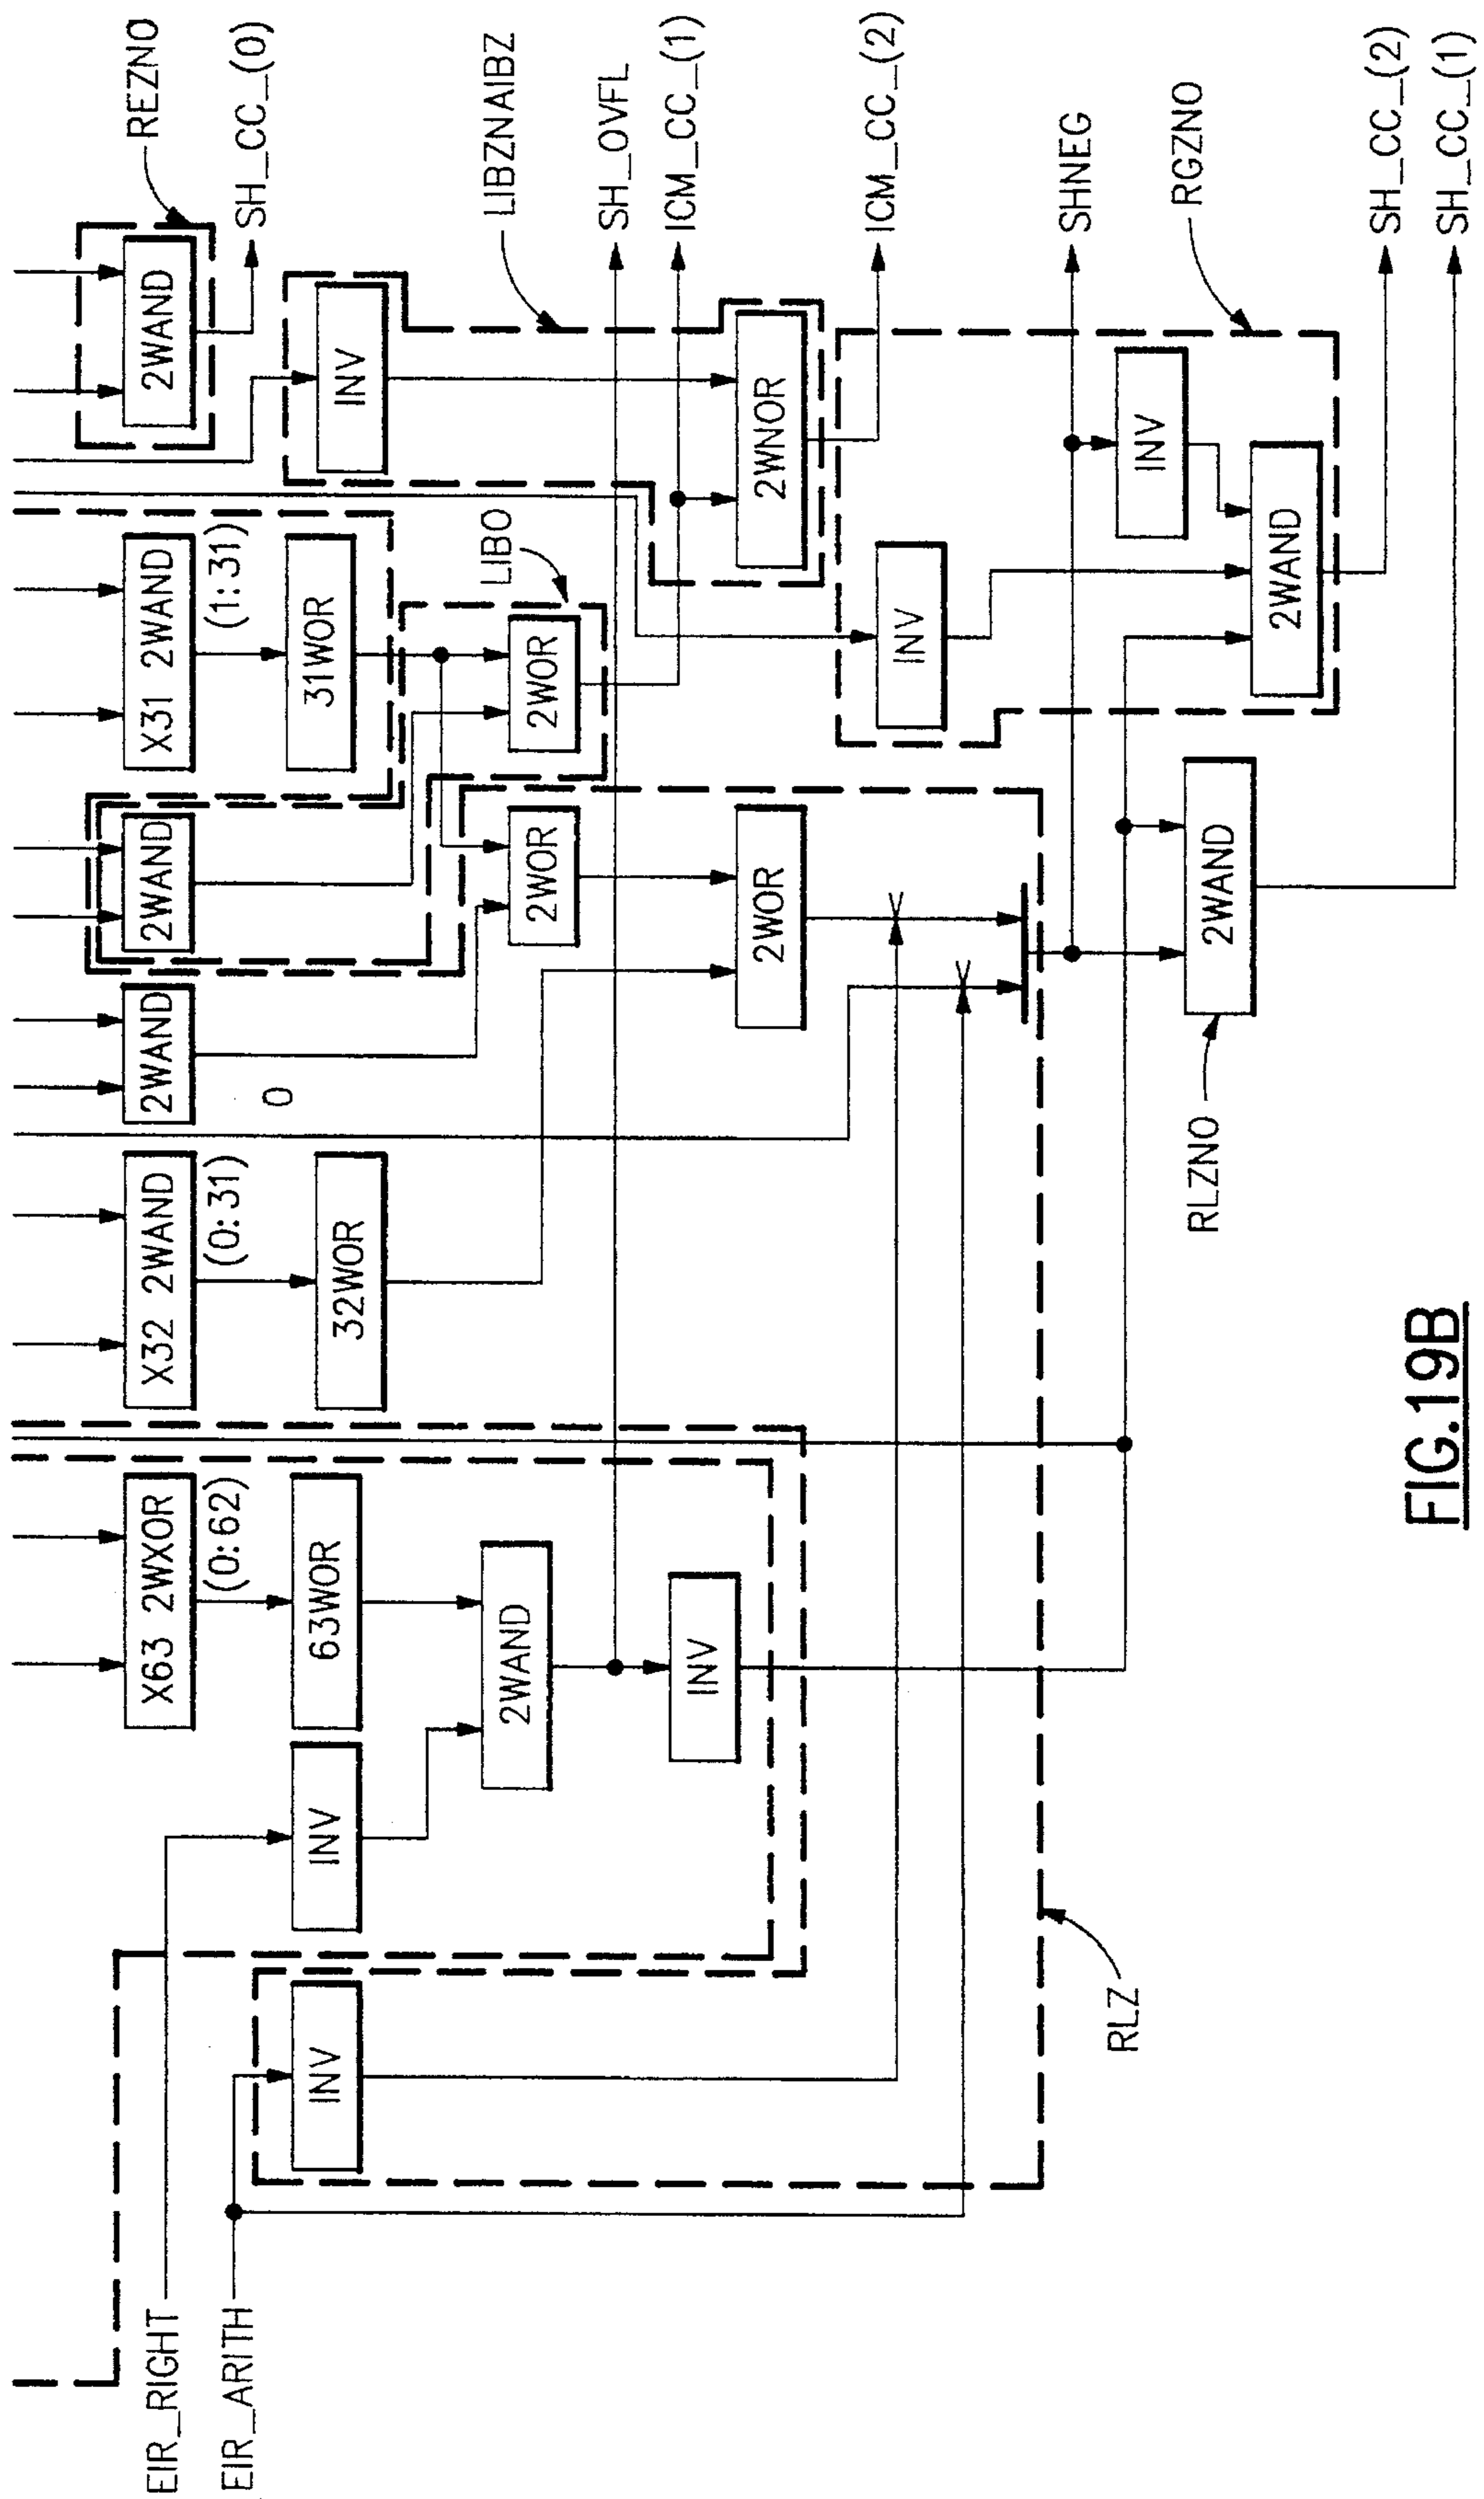 REZNO
2WAND
SH_CC_(0)
X31 2WAND
(1:31)
31WOR
INV
LIBZNAIBZ
2WAND
LIBO
2WOR
SH_OVFL
ICM_CC_(1)
2WNOR
ICM_CC_(2)
2WAND
0
2WOR
2WOR
X32 2WAND
(0:31)
32WOR
X63 2WXOR
(0:62)
63WOR
INV
2WAND
INV
INV
EIR_RIGHT
EIR_ARITH
INV
SHNEG
INV
RGZNO
2WAND
SH_CC_(2)
SH_CC_(1)
2WAND
RLZNO
RLZ
FIG.19B